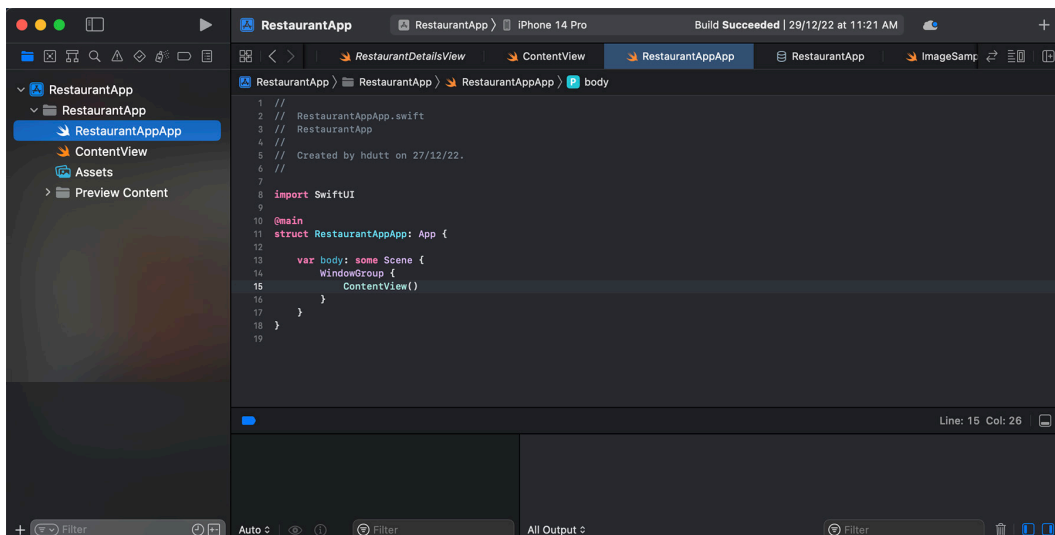 RestaurantApp
RestaurantApp 〉 iPhone 14 Pro
Build Succeeded | 29/12/22 at 11:21 AM
RestaurantDetailsView
ContentView
RestaurantAppApp
RestaurantApp
ImageSamp
RestaurantApp 〉 RestaurantApp 〉 RestaurantAppApp 〉 P body
RestaurantApp
RestaurantApp
RestaurantAppApp
ContentView
Assets
Preview Content
1 //
2 //  RestaurantAppApp.swift
3 //  RestaurantApp
4 //
5 //  Created by hdutt on 27/12/22.
6 //
7
8 import SwiftUI
9
10 @main
11 struct RestaurantAppApp: App {
12
13     var body: some Scene {
14         WindowGroup {
15             ContentView()
16         }
17     }
18 }
19
Line: 15 Col: 26
Filter
Auto
Filter
All Output
Filter